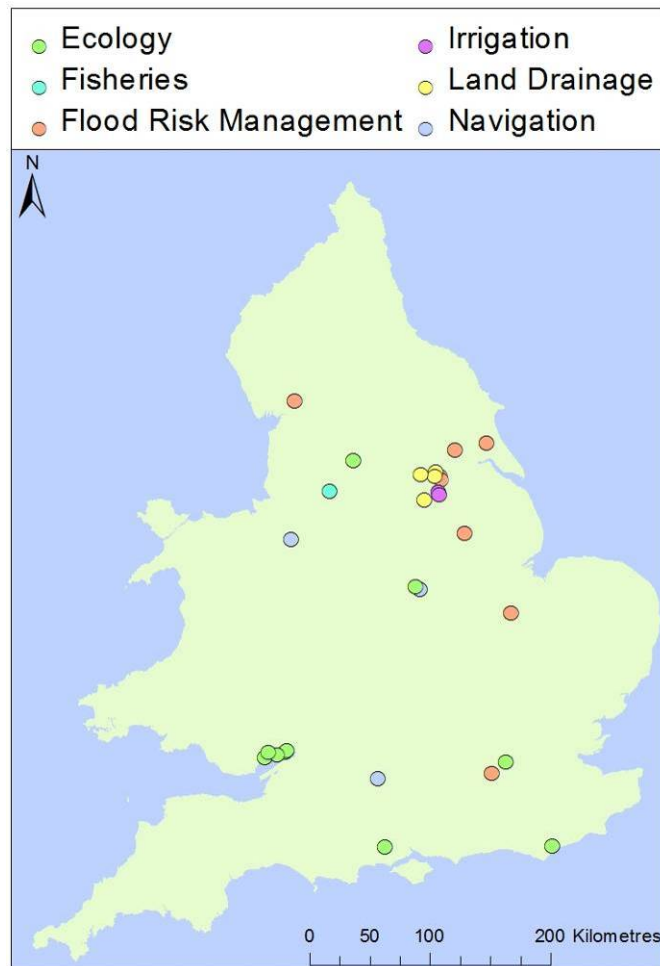 Ecology
Irrigation
Fisheries
Land Drainage
Flood Risk Management
Navigation
N
0 50 100 200 Kilometres